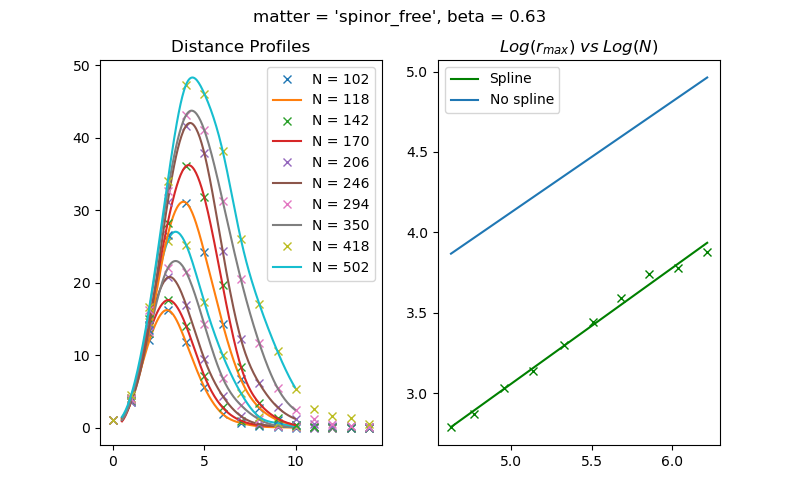 matter = 'spinor_free', beta = 0.63
Distance Profiles
50
40
30
20
10
0
0
5
10
N = 102
N = 118
N = 142
N = 170
N = 206
N = 246
N = 294
N = 350
N = 418
N = 502
Log(r_max) vs Log(N)
5.0
4.5
4.0
3.5
3.0
5.0
5.5
6.0
Spline
No spline